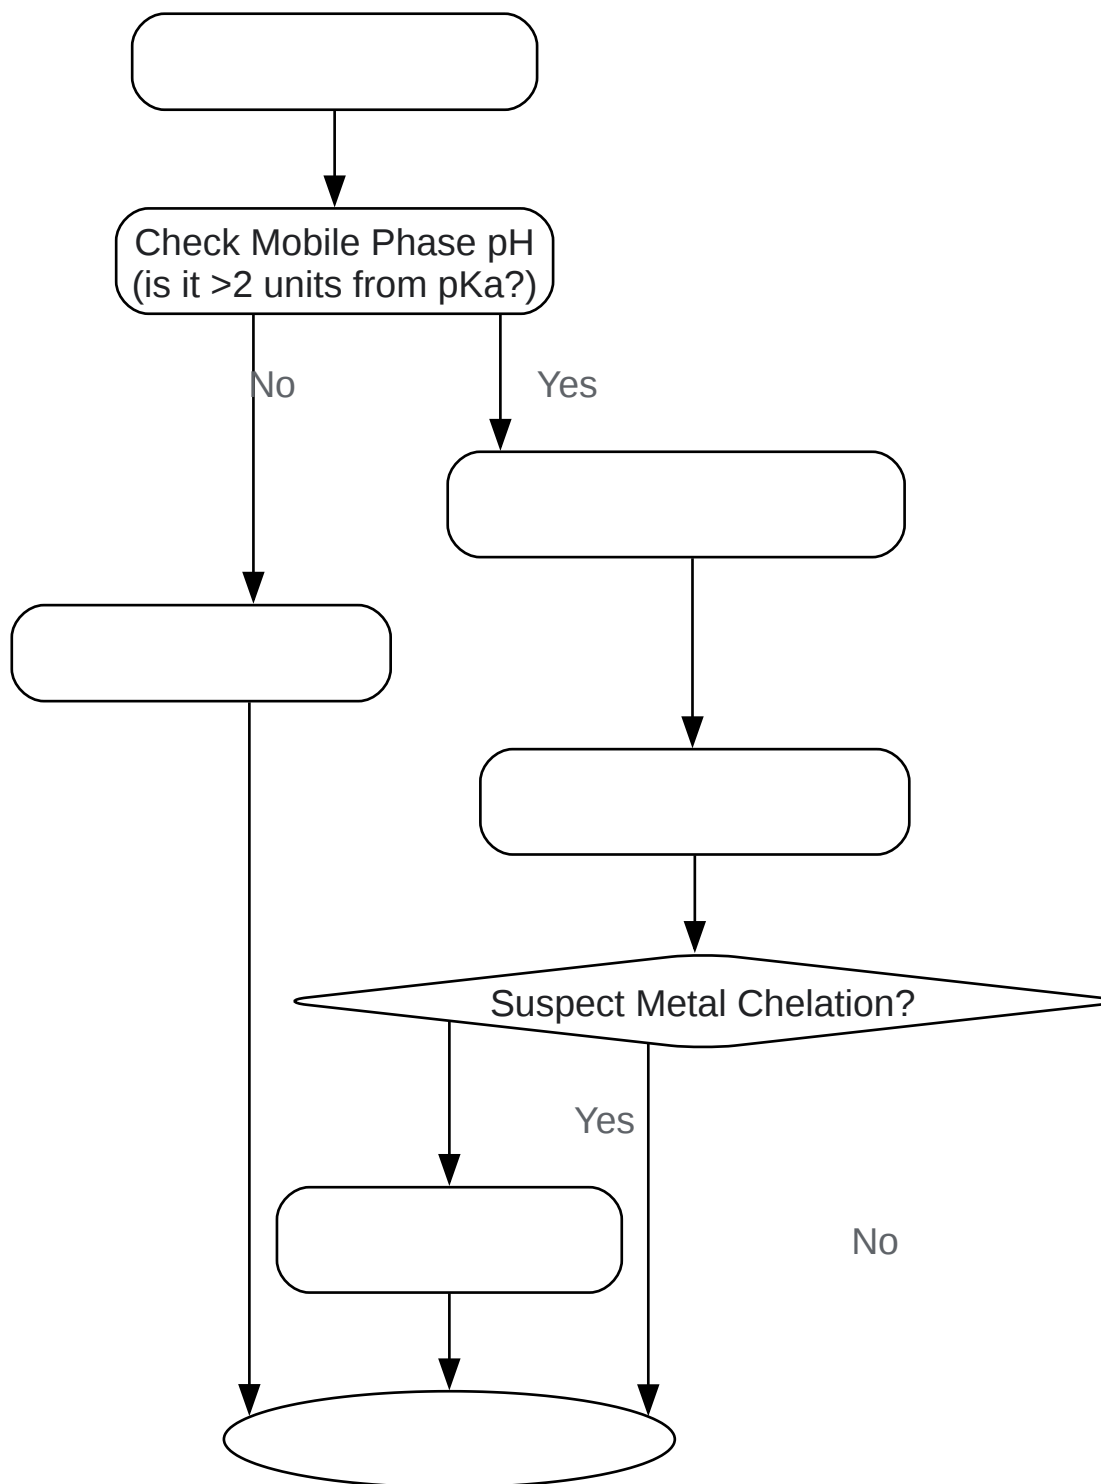 Check Mobile Phase pH
(is it >2 units from pKa?)
No
Yes
Suspect Metal Chelation?
Yes
No